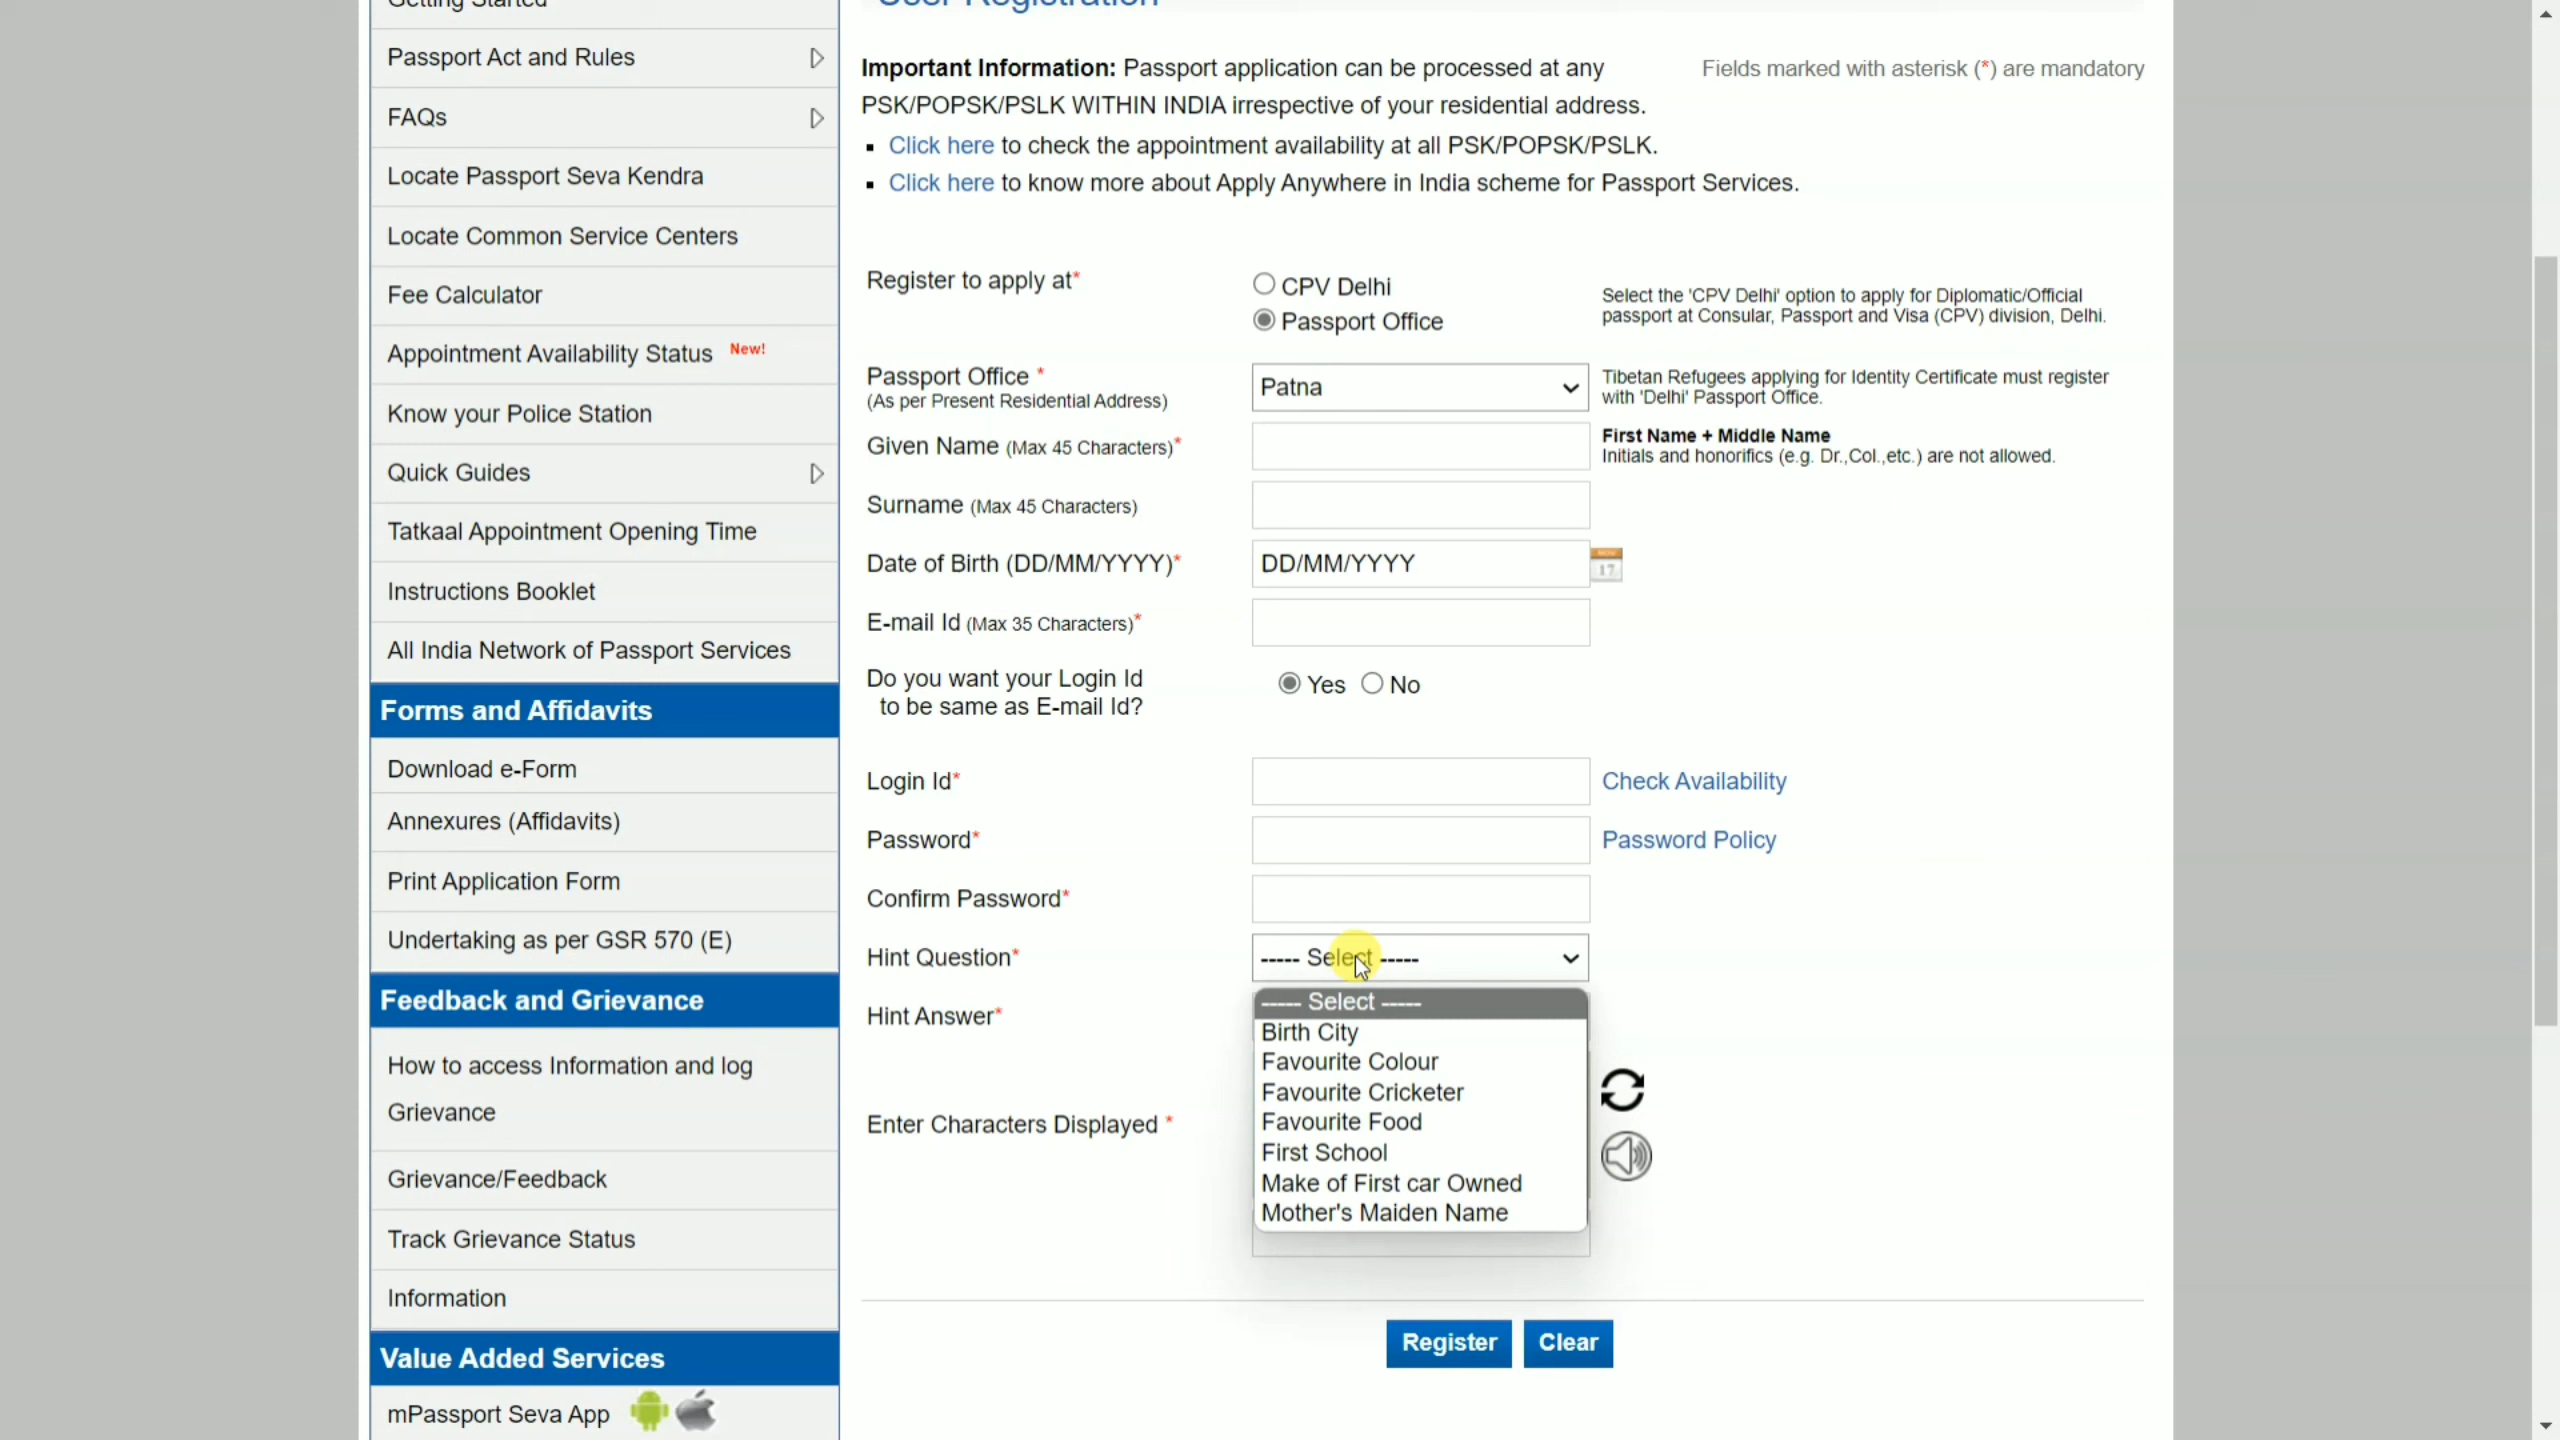 Getting Started
Passport Act and Rules
FAQs
Locate Passport Seva Kendra
Locate Common Service Centers
Fee Calculator
Appointment Availability Status New!
Know your Police Station
Quick Guides
Tatkaal Appointment Opening Time
Instructions Booklet
All India Network of Passport Services
Forms and Affidavits
Download e-Form
Annexures (Affidavits)
Print Application Form
Undertaking as per GSR 570 (E)
Feedback and Grievance
How to access Information and log
Grievance
Grievance/Feedback
Track Grievance Status
Information
Value Added Services
mPassport Seva App
User Registration
Important Information: Passport application can be processed at any
PSK/POPSK/PSLK WITHIN INDIA irrespective of your residential address.
Fields marked with asterisk (*) are mandatory
Click here to check the appointment availability at all PSK/POPSK/PSLK.
Click here to know more about Apply Anywhere in India scheme for Passport Services.
Register to apply at*
CPV Delhi
Passport Office
Select the 'CPV Delhi' option to apply for Diplomatic/Official
passport at Consular, Passport and Visa (CPV) division, Delhi.
Passport Office *
(As per Present Residential Address)
Patna
Tibetan Refugees applying for Identity Certificate must register
with 'Delhi' Passport Office.
Given Name (Max 45 Characters)*
First Name + Middle Name
Initials and honorifics (e.g. Dr.,Col.,etc.) are not allowed.
Surname (Max 45 Characters)
Date of Birth (DD/MM/YYYY)*
DD/MM/YYYY
17
E-mail Id (Max 35 Characters)*
Do you want your Login Id
to be same as E-mail Id?
Yes No
Login Id*
Check Availability
Password*
Password Policy
Confirm Password*
Hint Question*
----- Select -----
Hint Answer*
----- Select -----
Birth City
Favourite Colour
Favourite Cricketer
Favourite Food
First School
Make of First car Owned
Mother's Maiden Name
Enter Characters Displayed *
Register
Clear